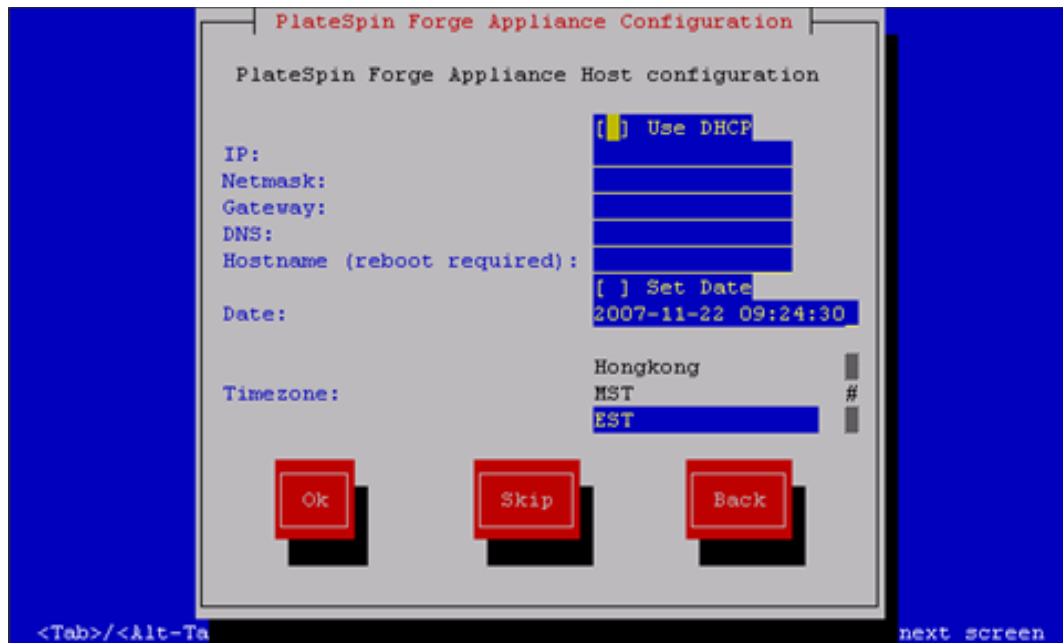 PlateSpin Forge Appliance Configuration
PlateSpin Forge Appliance Host configuration
[ ] Use DHCP
IP:
Netmask:
Gateway:
DNS:
Hostname (reboot required):
[ ] Set Date
Date: 2007-11-22 09:24:30
Hongkong
Timezone: MST #
EST
Ok Skip Back
<Tab>/<Alt-Ta next screen